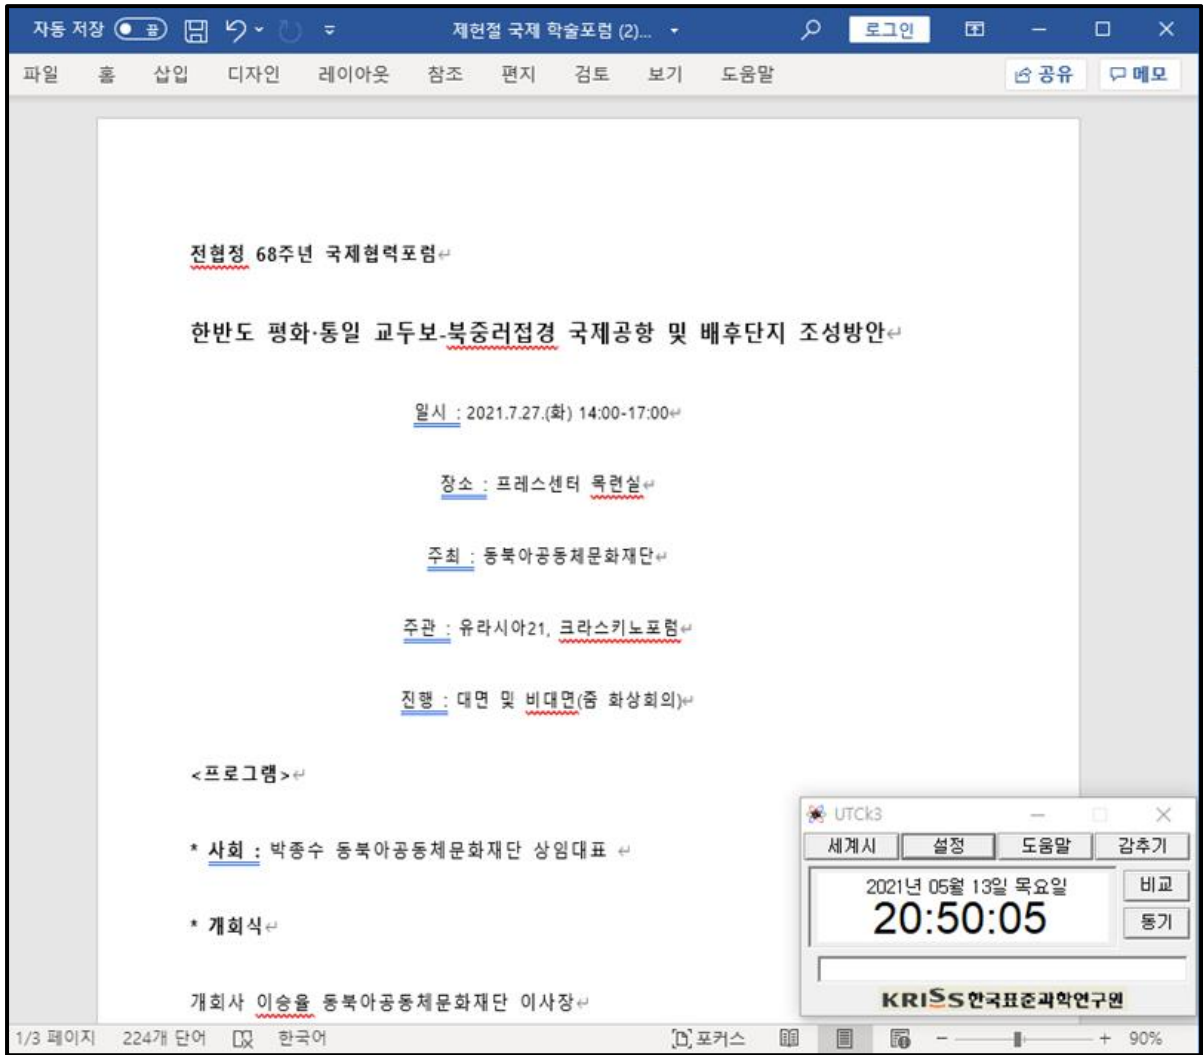 자동 저장 끔 제헌절 국제 학술포럼 (2)... 로그인
파일 홈 삽입 디자인 레이아웃 참조 편지 검토 보기 도움말 공유 메모
전협정 68주년 국제협력포럼
한반도 평화·통일 교두보-북중러접경 국제공항 및 배후단지 조성방안
일시 : 2021.7.27.(화) 14:00-17:00
장소 : 프레스센터 목련실
주최 : 동북아공동체문화재단
주관 : 유라시아21, 크라스키노포럼
진행 : 대면 및 비대면(줌 화상회의)
<프로그램>
* 사회 : 박종수 동북아공동체문화재단 상임대표
* 개회식
개회사 이승율 동북아공동체문화재단 이사장
UTCk3
세계시 설정 도움말 감추기
2021년 05월 13일 목요일
20:50:05
비교
동기
KRISS 한국표준과학연구원
1/3 페이지 224개 단어 한국어 포커스 90%